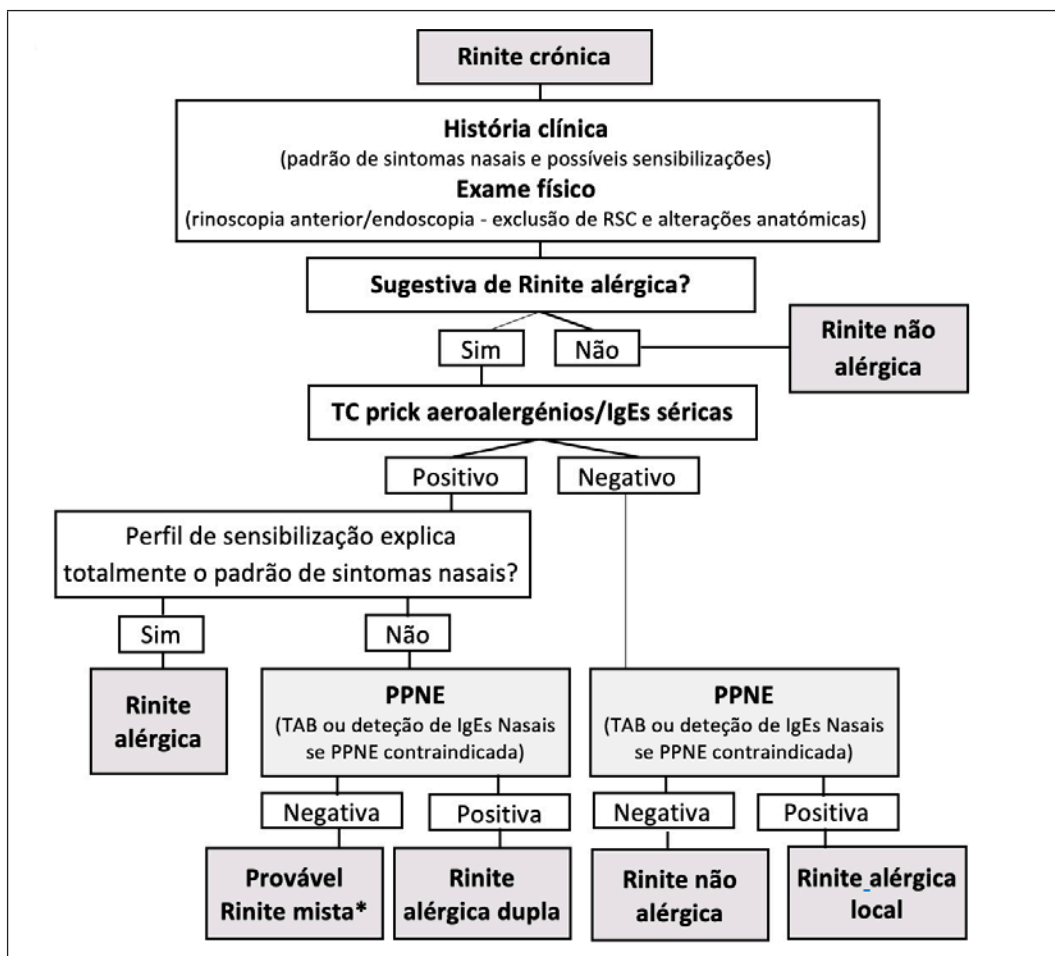 Rinite crónica
História clínica
(padrão de sintomas nasais e possíveis sensibilizações)
Exame físico
(rinoscopia anterior/endoscopia - exclusão de RSC e alterações anatómicas)
Sugestiva de Rinite alérgica?
Sim
Não
Rinite não
alérgica
TC prick aeroalergénios/IgEs séricas
Positivo
Negativo
Perfil de sensibilização explica
totalmente o padrão de sintomas nasais?
Sim
Não
Rinite
alérgica
PPNE
(TAB ou deteção de IgEs Nasais
se PPNE contraindicada)
PPNE
(TAB ou deteção de IgEs Nasais
se PPNE contraindicada)
Negativa
Positiva
Negativa
Positiva
Provável
Rinite mista*
Rinite
alérgica dupla
Rinite não
alérgica
Rinite alérgica
local